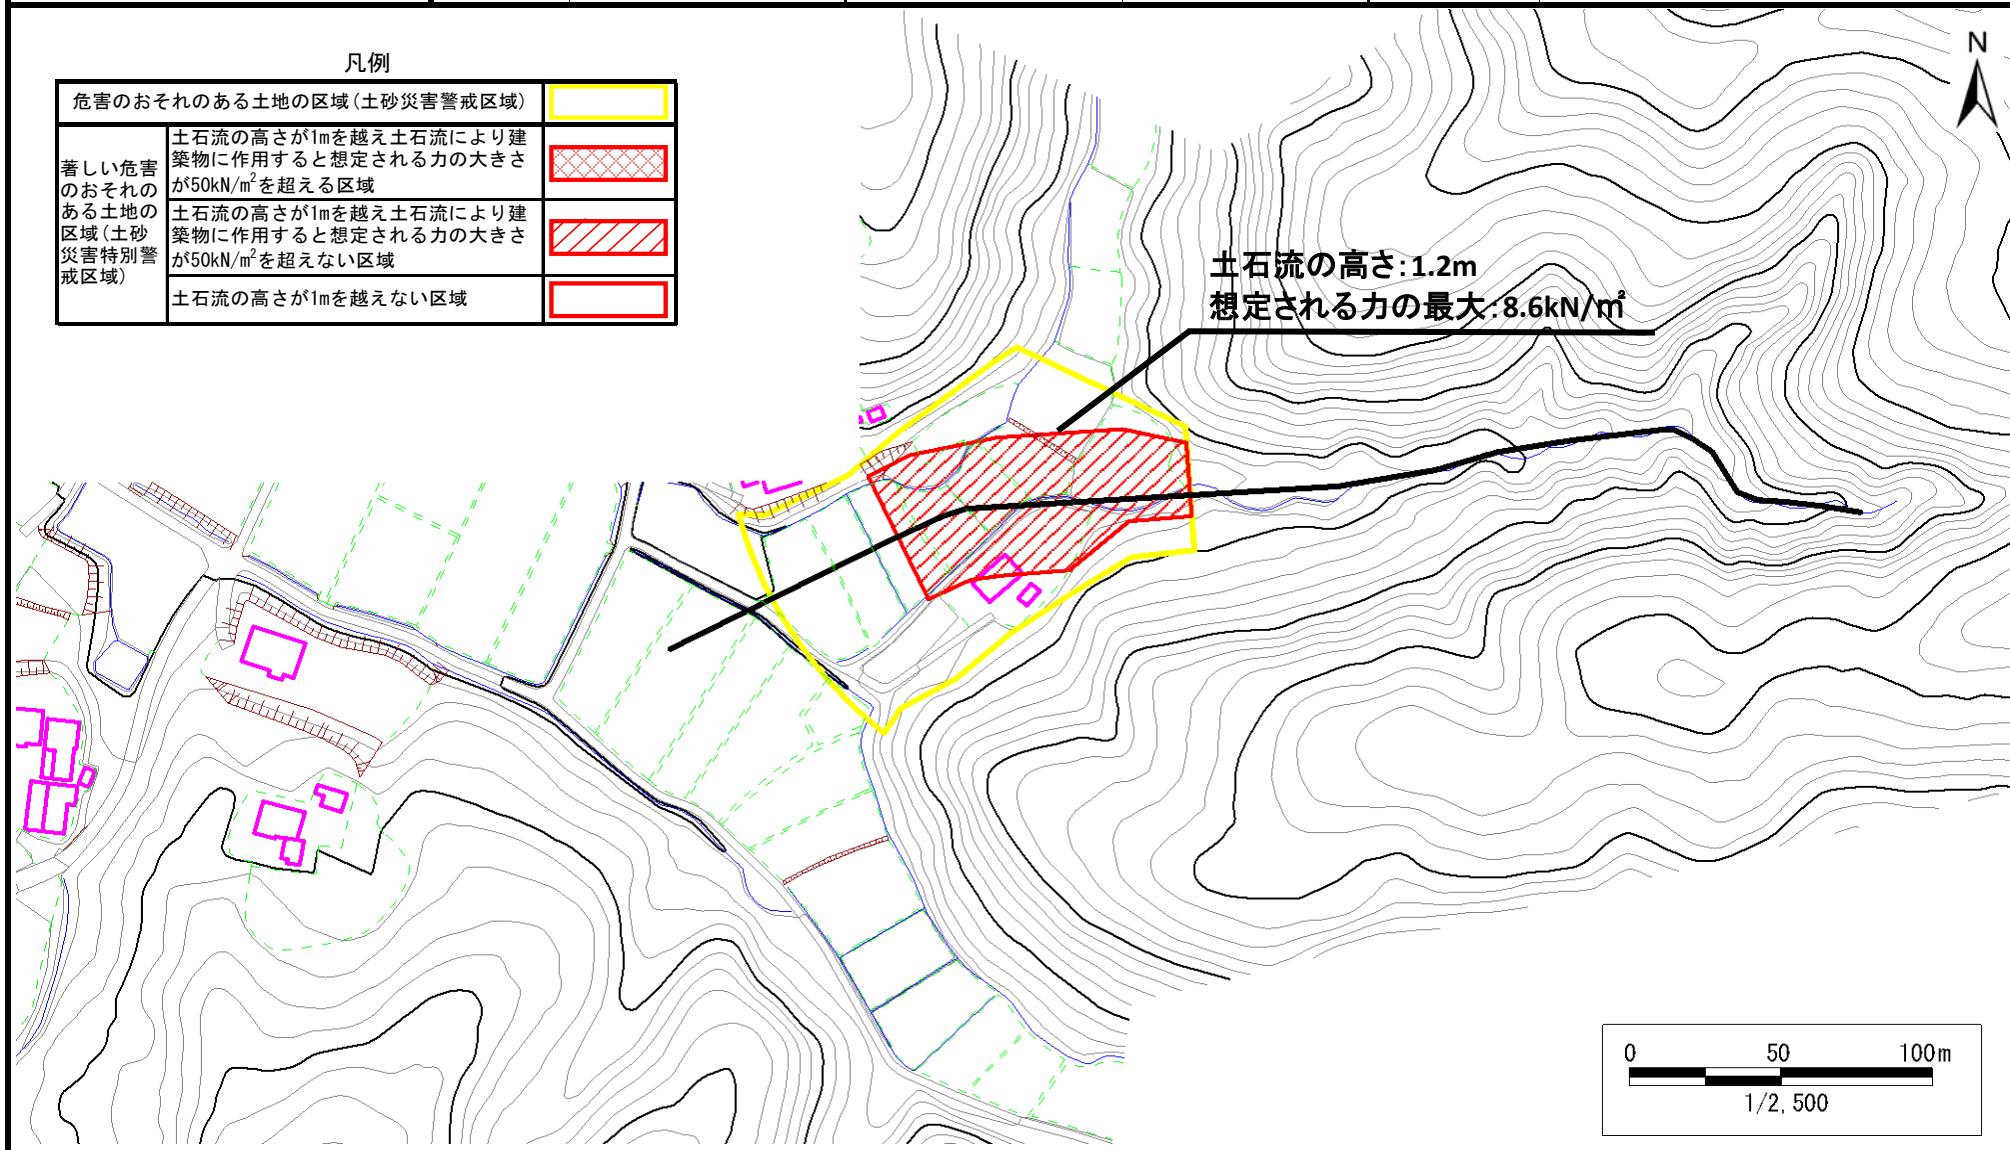 凡例
危害のおそれのある土地の区域(土砂災害警戒区域)
著しい危害
のおそれの
ある土地の
区域(土砂
災害特別警
戒区域)
土石流の高さが1mを越え土石流により建
築物に作用すると想定される力の大きさ
が50kN/m²を超える区域
土石流の高さが1mを越え土石流により建
築物に作用すると想定される力の大きさ
が50kN/m²を超えない区域
土石流の高さが1mを越えない区域
N
土石流の高さ:1.2m
想定される力の最大:8.6kN/㎡
0 50 100m
1/2,500